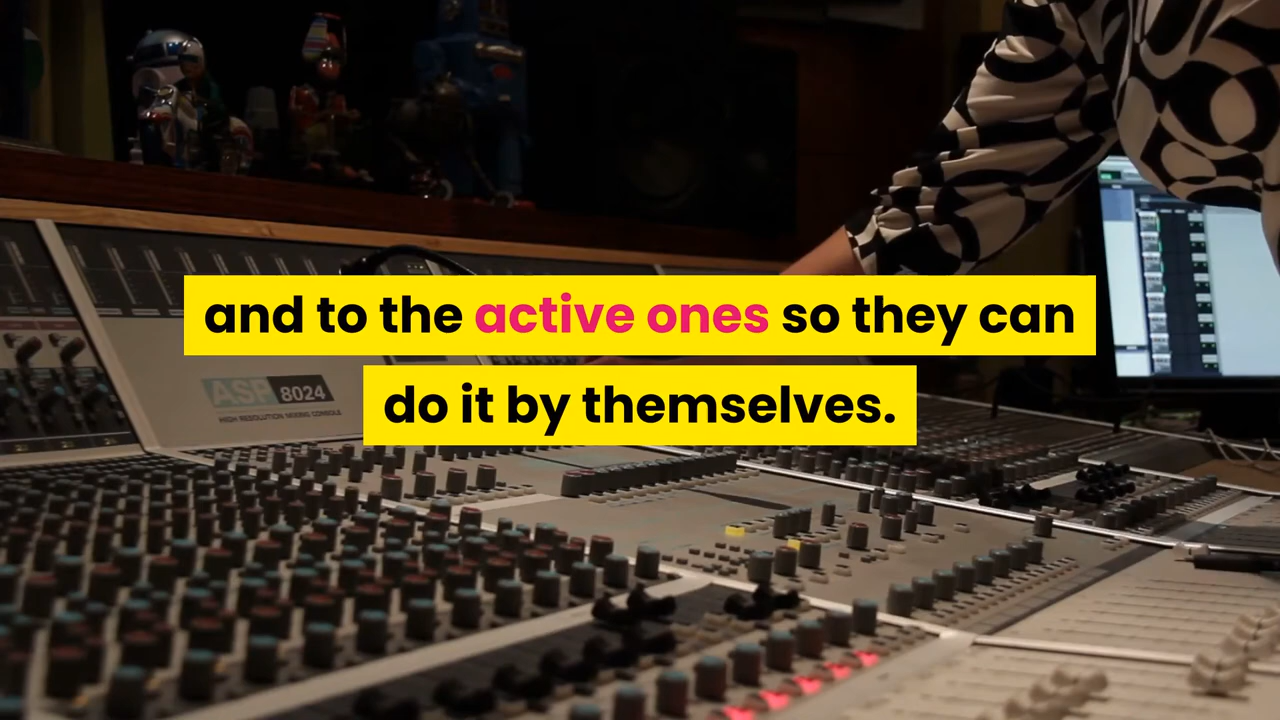 and to the active ones so they can
do it by themselves.
ASP 8024
HIGH RESOLUTION MIXING CONSOLE